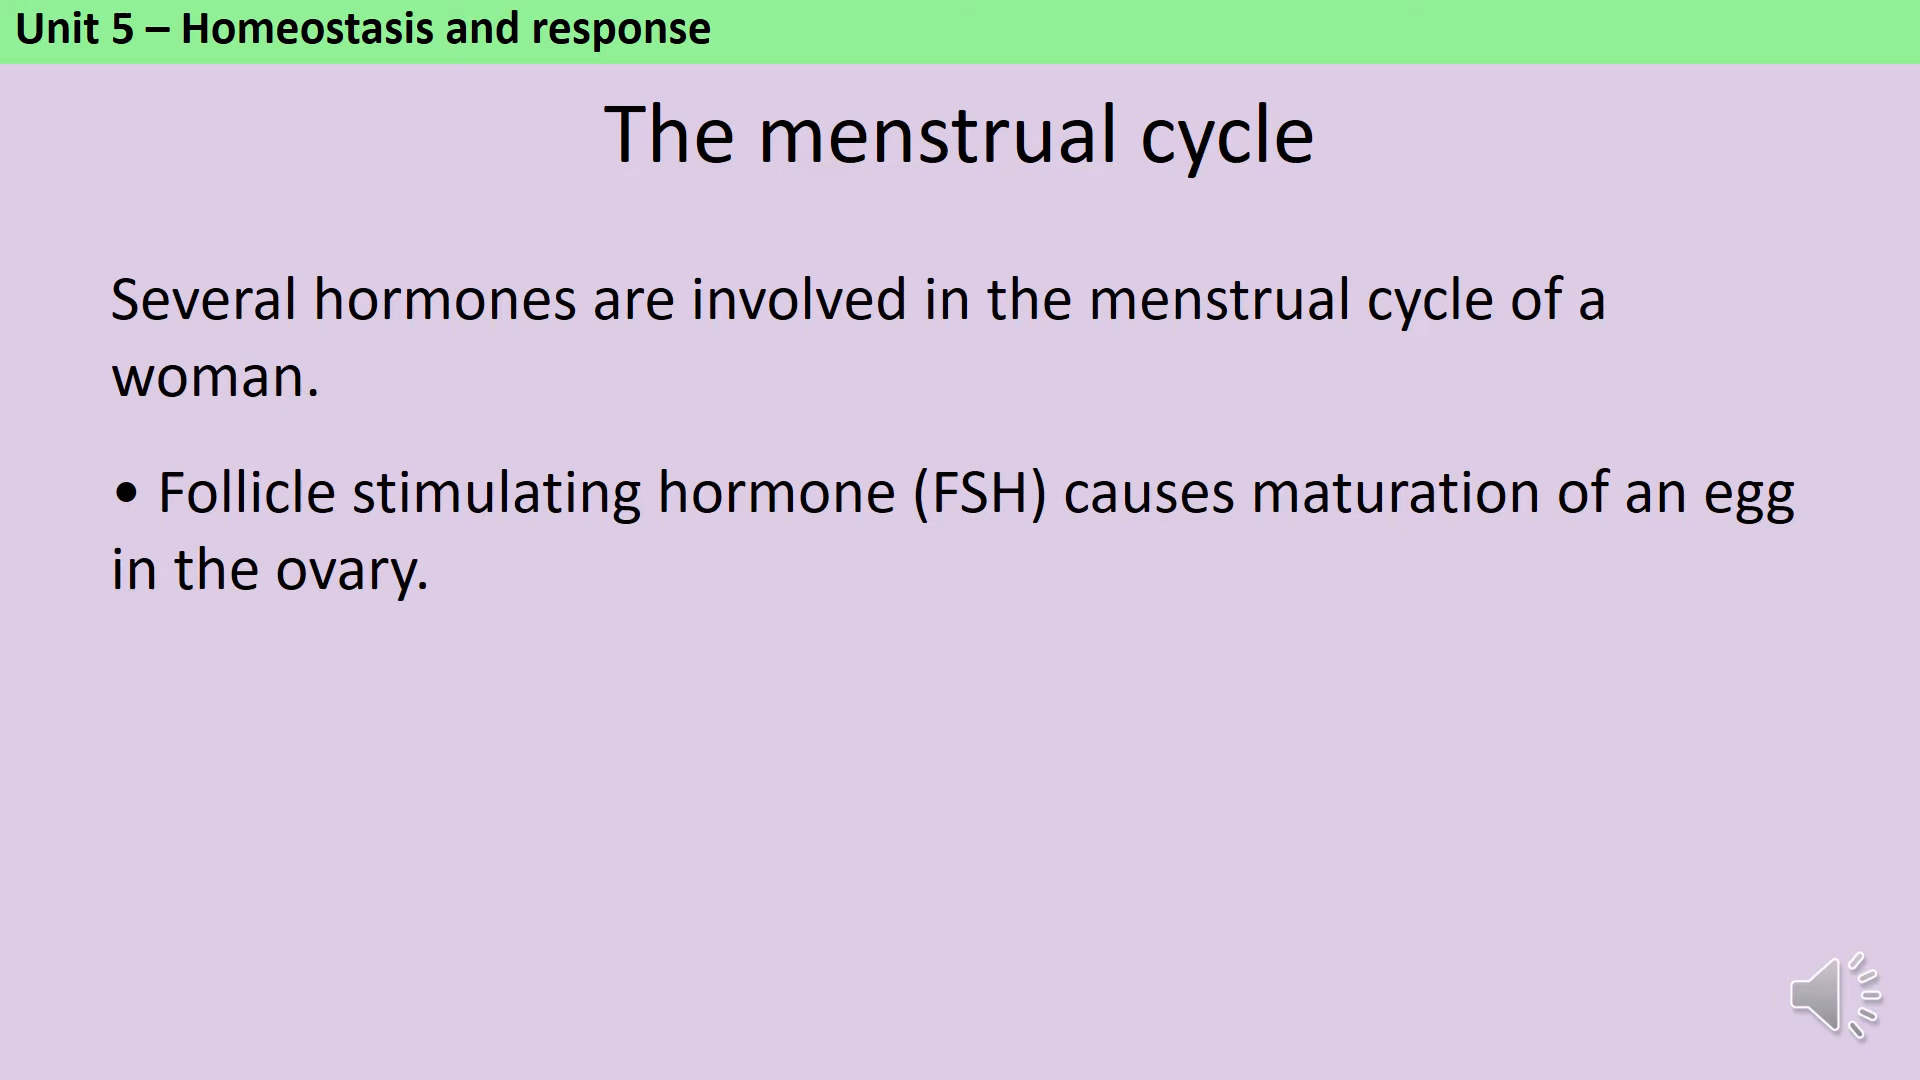 Unit 5 – Homeostasis and response
The menstrual cycle
Several hormones are involved in the menstrual cycle of a
woman.
• Follicle stimulating hormone (FSH) causes maturation of an egg
in the ovary.